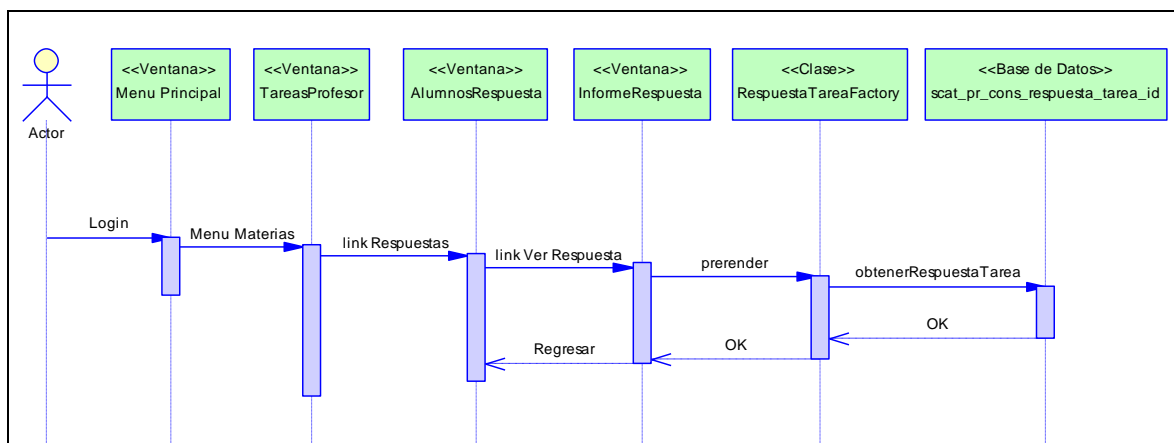 <<Ventana>>
Menu Principal
<<Ventana>>
TareasProfesor
<<Ventana>>
AlumnosRespuesta
<<Ventana>>
InformeRespuesta
<<Clase>>
RespuestaTareaFactory
<<Base de Datos>>
scat_pr_cons_respuesta_tarea_id
Actor
Login
Menu Materias
link Respuestas
link Ver Respuesta
prerender
obtenerRespuestaTarea
OK
OK
Regresar